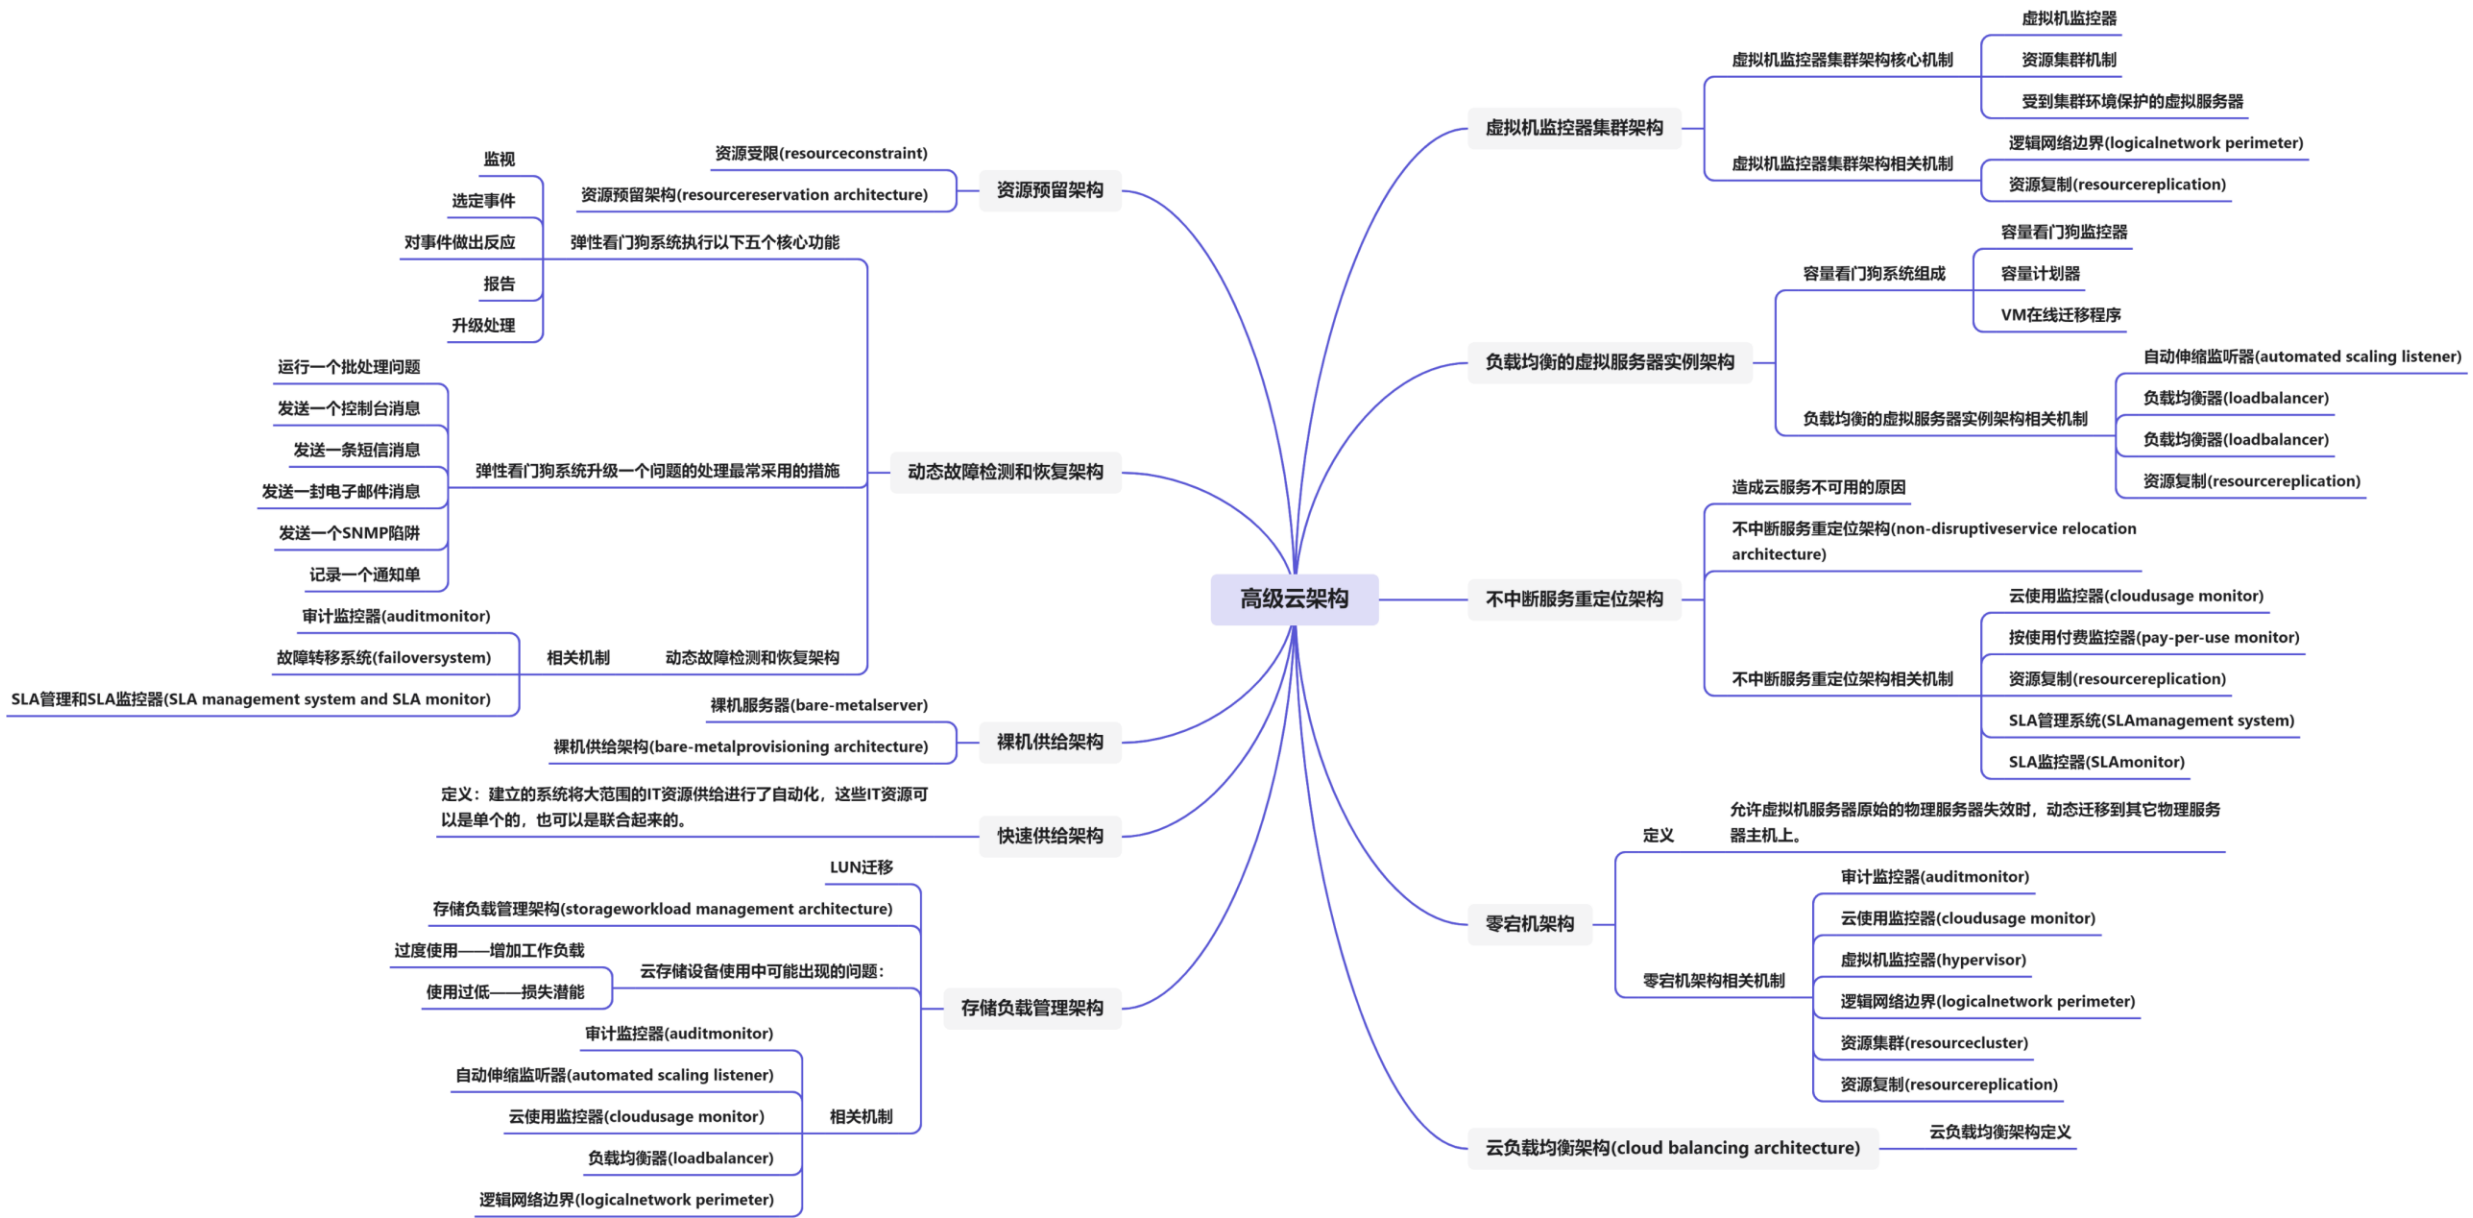 高级云架构
虚拟机监控器集群架构
虚拟机监控器集群架构核心机制
虚拟机监控器
资源集群机制
受到集群环境保护的虚拟服务器
虚拟机监控器集群架构相关机制
逻辑网络边界(logicalnetwork perimeter)
资源复制(resourcereplication)
负载均衡的虚拟服务器实例架构
容量看门狗系统组成
容量看门狗监控器
容量计划器
VM在线迁移程序
负载均衡的虚拟服务器实例架构相关机制
自动伸缩监听器(automated scaling listener)
负载均衡器(loadbalancer)
负载均衡器(loadbalancer)
资源复制(resourcereplication)
不中断服务重定位架构
造成云服务不可用的原因
不中断服务重定位架构(non-disruptiveservice relocation
architecture)
不中断服务重定位架构相关机制
云使用监控器(cloudusage monitor)
按使用付费监控器(pay-per-use monitor)
资源复制(resourcereplication)
SLA管理系统(SLAmanagement system)
SLA监控器(SLAmonitor)
零宕机架构
定义
允许虚拟机服务器原始的物理服务器失效时，动态迁移到其它物理服务
器主机上。
零宕机架构相关机制
审计监控器(auditmonitor)
云使用监控器(cloudusage monitor)
虚拟机监控器(hypervisor)
逻辑网络边界(logicalnetwork perimeter)
资源集群(resourcecluster)
资源复制(resourcereplication)
云负载均衡架构(cloud balancing architecture)
云负载均衡架构定义
资源预留架构
资源受限(resourceconstraint)
资源预留架构(resourcereservation architecture)
动态故障检测和恢复架构
弹性看门狗系统执行以下五个核心功能
监视
选定事件
对事件做出反应
报告
升级处理
弹性看门狗系统升级一个问题的处理最常采用的措施
运行一个批处理问题
发送一个控制台消息
发送一条短信消息
发送一封电子邮件消息
发送一个SNMP陷阱
记录一个通知单
动态故障检测和恢复架构
相关机制
审计监控器(auditmonitor)
故障转移系统(failoversystem)
SLA管理和SLA监控器(SLA management system and SLA monitor)
裸机供给架构
裸机服务器(bare-metalserver)
裸机供给架构(bare-metalprovisioning architecture)
快速供给架构
定义：建立的系统将大范围的IT资源供给进行了自动化，这些IT资源可
以是单个的，也可以是联合起来的。
存储负载管理架构
LUN迁移
存储负载管理架构(storageworkload management architecture)
云存储设备使用中可能出现的问题：
过度使用——增加工作负载
使用过低——损失潜能
相关机制
审计监控器(auditmonitor)
自动伸缩监听器(automated scaling listener)
云使用监控器(cloudusage monitor）
负载均衡器(loadbalancer)
逻辑网络边界(logicalnetwork perimeter)